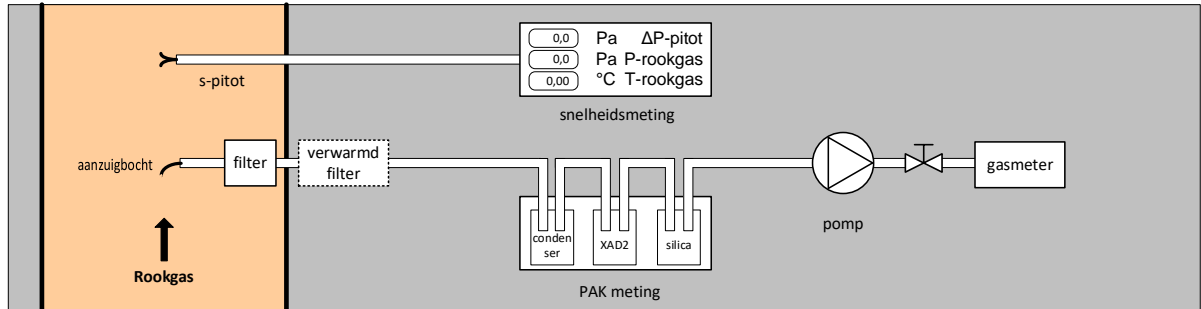 0,0 Pa ΔP-pitot
0,0 Pa P-rookgas
0,00 °C T-rookgas
s-pitot
snelheidsmeting
aanzuigbocht
filter
verwarmd
filter
gasmeter
conden
ser
XAD2
silica
pomp
Rookgas
PAK meting